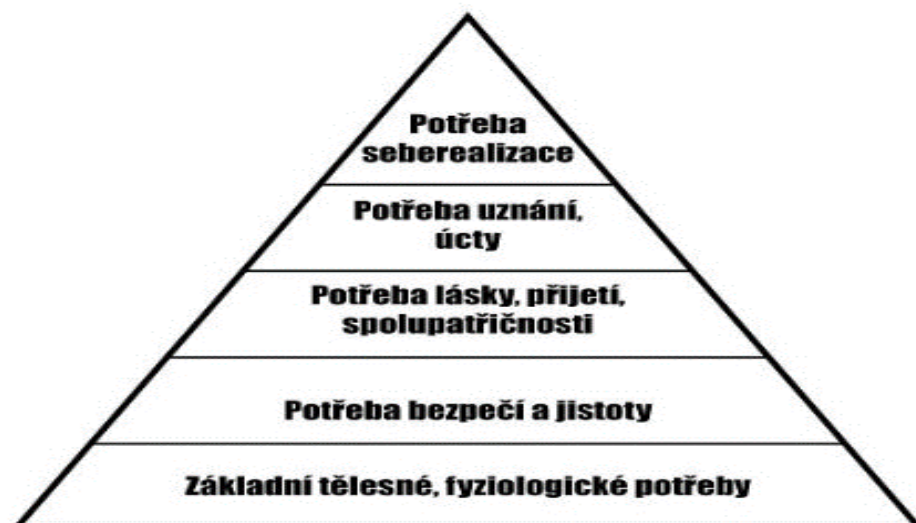 Potřeba
seberealizace
Potřeba uznání,
úcty
Potřeba lásky, přijetí,
spolupatřičnosti
Potřeba bezpečí a jistoty
Základní tělesné, fyziologické potřeby